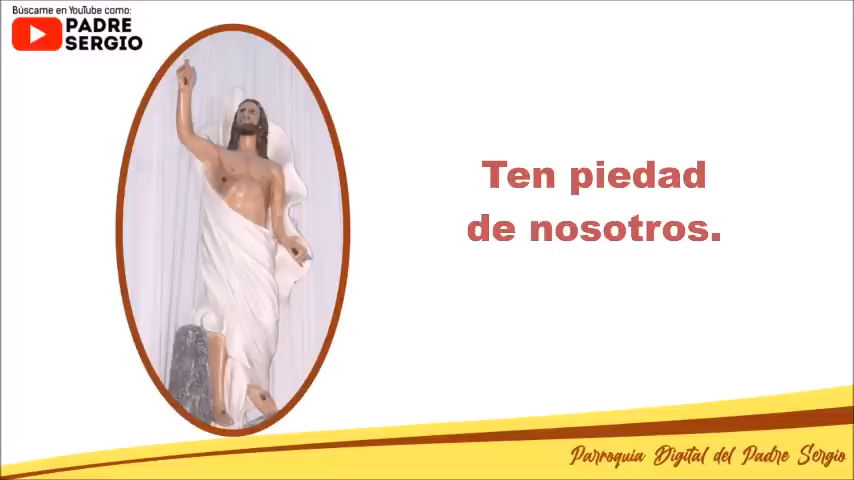 Búscame en YouTube como:
PADRE
SERGIO
Ten piedad
de nosotros.
Parroquia Digital del Padre Sergio